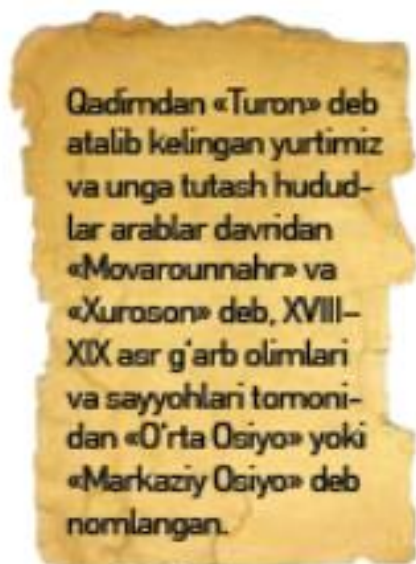 Qadimdan «Turon» deb
atalib kelingan yurtimiz
va unga tutash hudud-
lar arablar davridan
«Movarounnahr» va
«Xuroson» deb, XVIII–
XIX asr g‘arb olimlari
va sayyohlari tomoni-
dan «O‘rta Osiyo» yoki
«Markaziy Osiyo» deb
nomlangan.